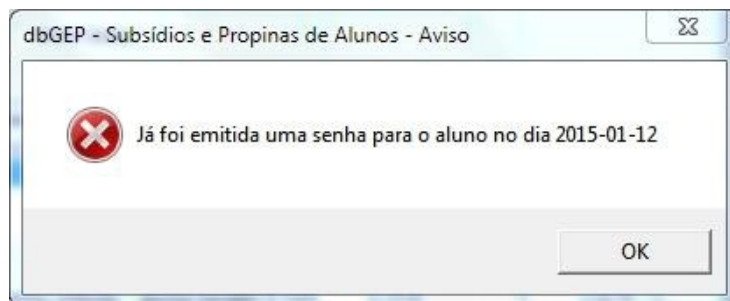 dbGEP - Subsídios e Propinas de Alunos - Aviso
Já foi emitida uma senha para o aluno no dia 2015-01-12
OK